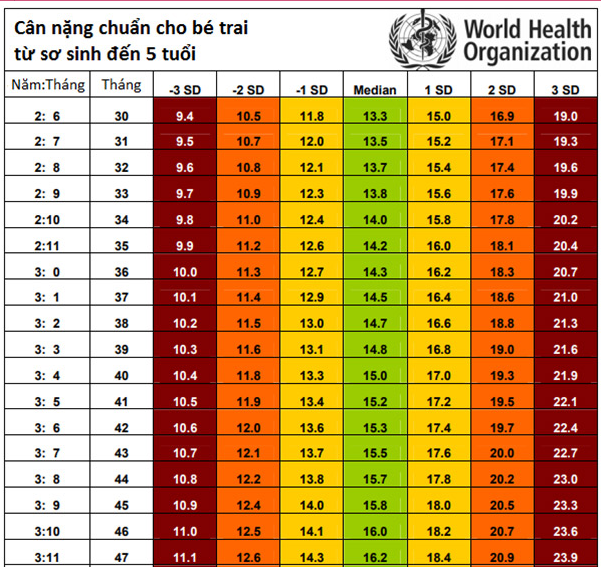 Cân nặng chuẩn cho bé trai
từ sơ sinh đến 5 tuổi
World Health
Organization
Năm:Tháng Tháng -3 SD -2 SD -1 SD Median 1 SD 2 SD 3 SD
2: 6 30 9.4 10.5 11.8 13.3 15.0 16.9 19.0
2: 7 31 9.5 10.7 12.0 13.5 15.2 17.1 19.3
2: 8 32 9.6 10.8 12.1 13.7 15.4 17.4 19.6
2: 9 33 9.7 10.9 12.3 13.8 15.6 17.6 19.9
2:10 34 9.8 11.0 12.4 14.0 15.8 17.8 20.2
2:11 35 9.9 11.2 12.6 14.2 16.0 18.1 20.4
3: 0 36 10.0 11.3 12.7 14.3 16.2 18.3 20.7
3: 1 37 10.1 11.4 12.9 14.5 16.4 18.6 21.0
3: 2 38 10.2 11.5 13.0 14.7 16.6 18.8 21.3
3: 3 39 10.3 11.6 13.1 14.8 16.8 19.0 21.6
3: 4 40 10.4 11.8 13.3 15.0 17.0 19.3 21.9
3: 5 41 10.5 11.9 13.4 15.2 17.2 19.5 22.1
3: 6 42 10.6 12.0 13.6 15.3 17.4 19.7 22.4
3: 7 43 10.7 12.1 13.7 15.5 17.6 20.0 22.7
3: 8 44 10.8 12.2 13.8 15.7 17.8 20.2 23.0
3: 9 45 10.9 12.4 14.0 15.8 18.0 20.5 23.3
3:10 46 11.0 12.5 14.1 16.0 18.2 20.7 23.6
3:11 47 11.1 12.6 14.3 16.2 18.4 20.9 23.9